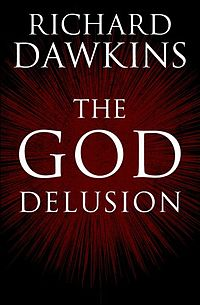 RICHARD
DAWKINS
THE
GOD
DELUSION